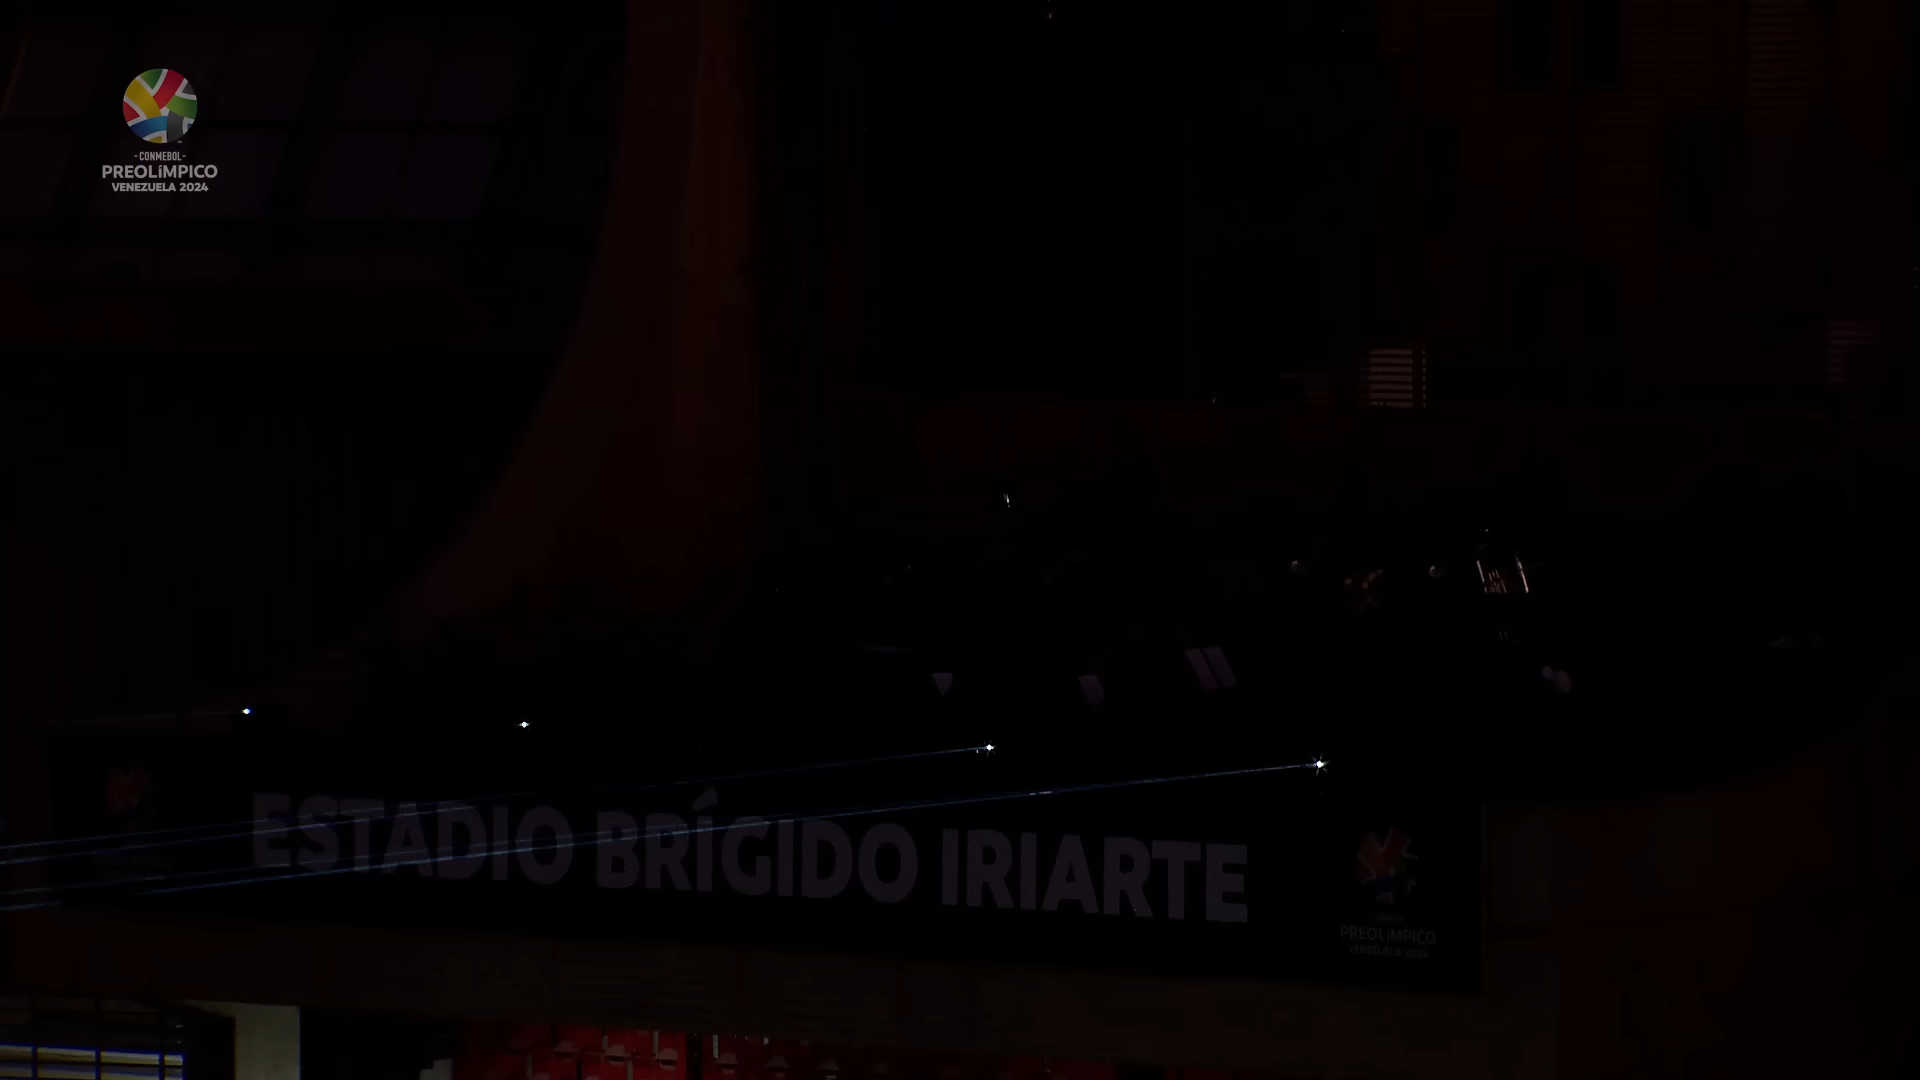 -CONMEBOL-
PREOLÍMPICO
VENEZUELA 2024
ESTADIO BRÍGIDO IRIARTE
PREOLÍMPICO
VENEZUELA 2024